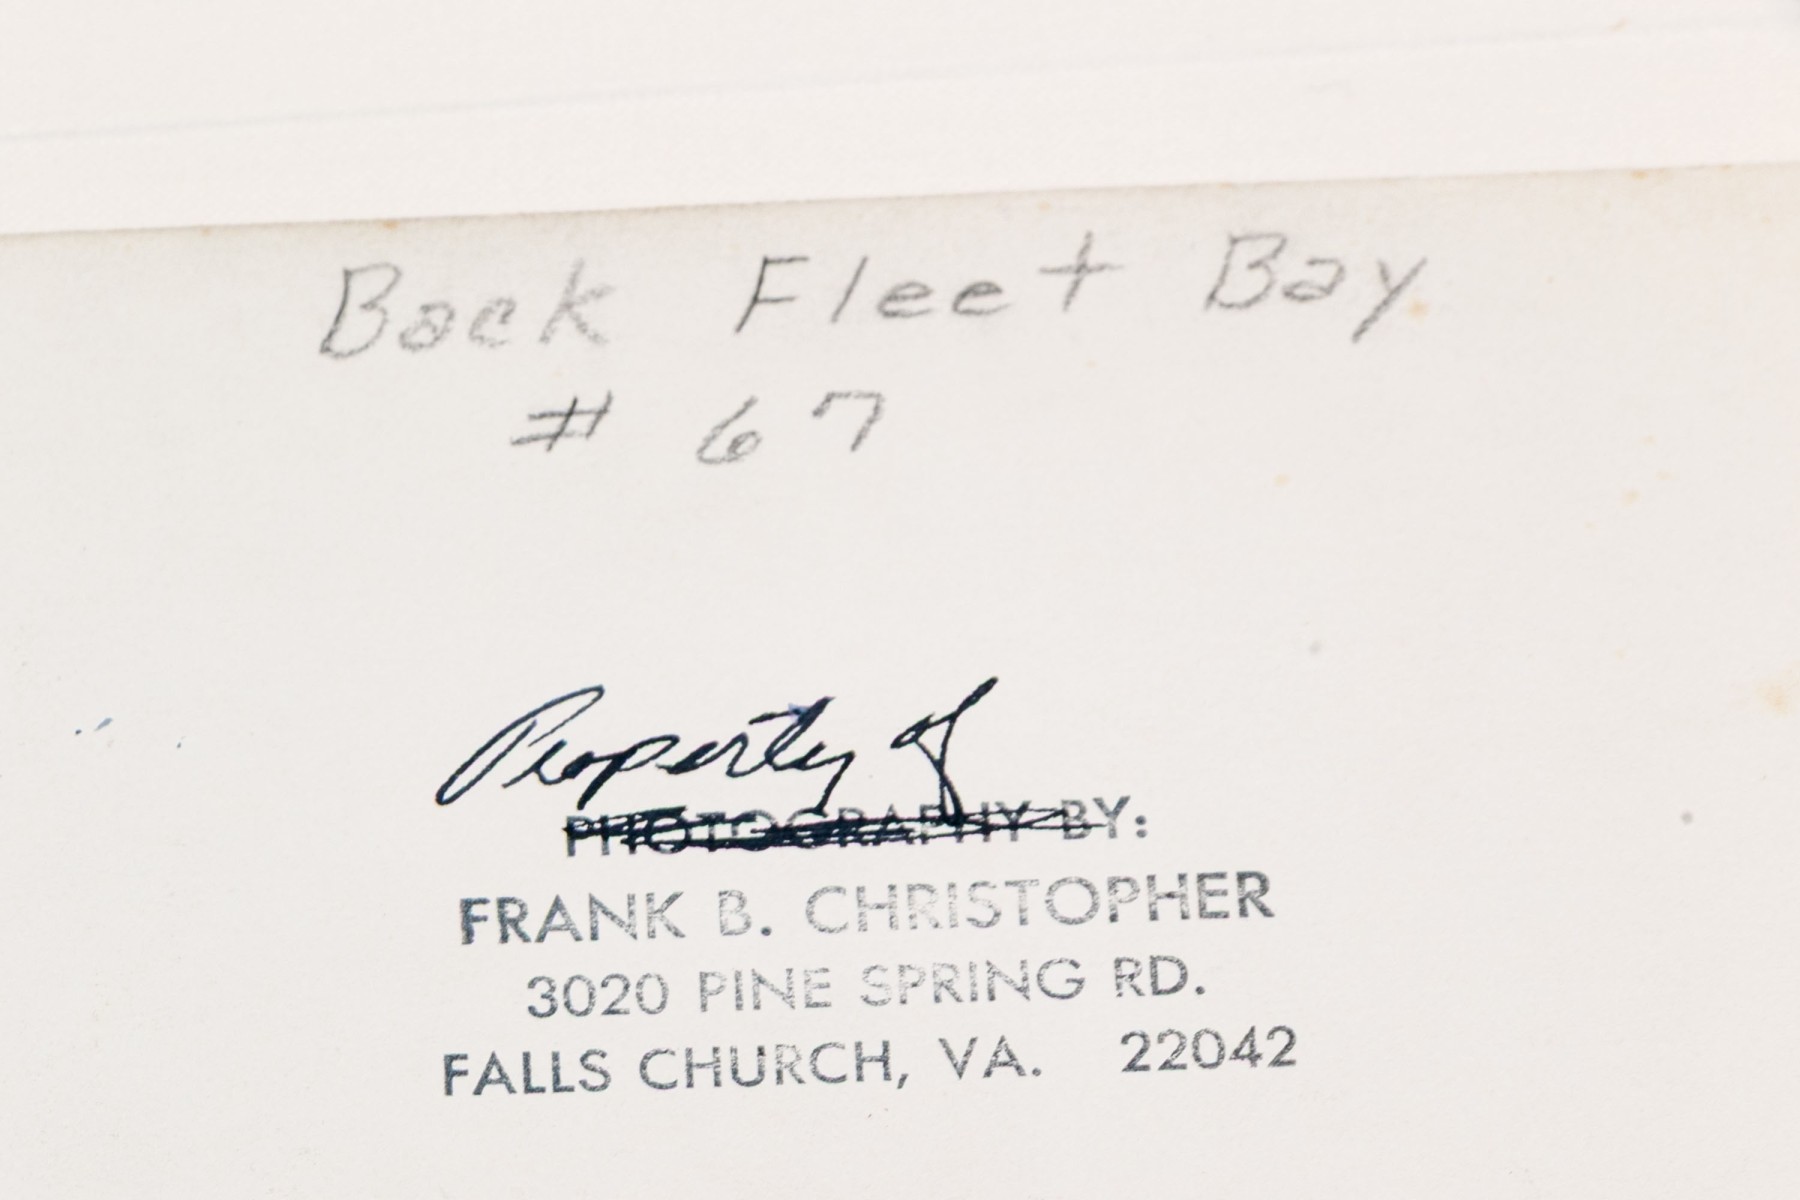 Back Fleet Bay
# 67
Property of
PHOTOGRAPHY BY:
FRANK B. CHRISTOPHER
3020 PINE SPRING RD.
FALLS CHURCH, VA. 22042